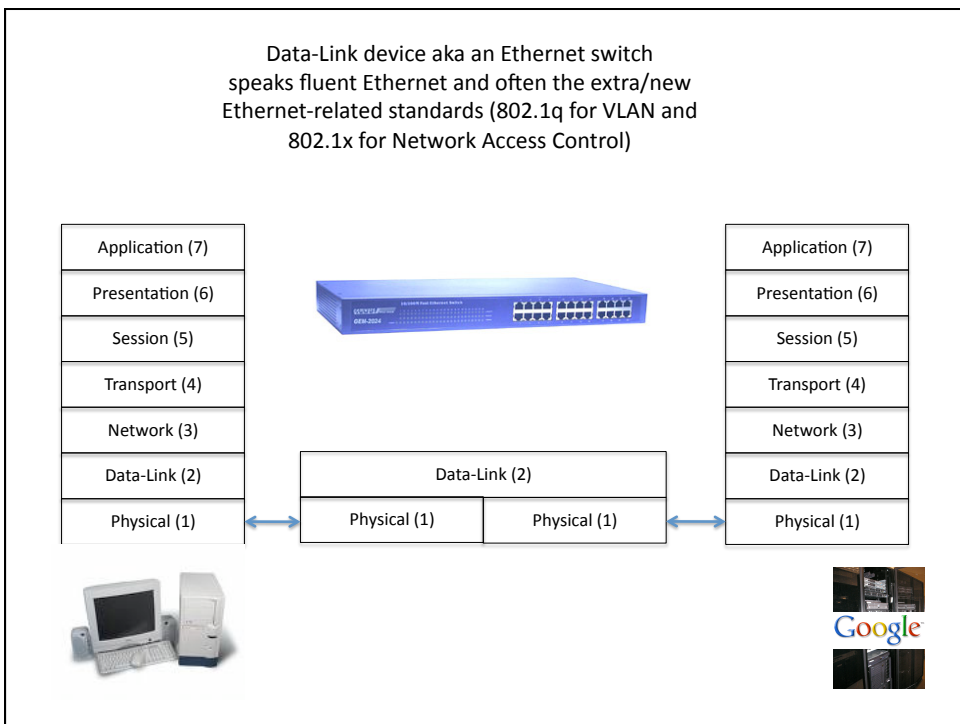 Data-Link device aka an Ethernet switch
speaks fluent Ethernet and often the extra/new
Ethernet-related standards (802.1q for VLAN and
802.1x for Network Access Control)
Application (7)
Presentation (6)
Session (5)
Transport (4)
Network (3)
Data-Link (2)
Physical (1)
Data-Link (2)
Physical (1)
Physical (1)
Application (7)
Presentation (6)
Session (5)
Transport (4)
Network (3)
Data-Link (2)
Physical (1)
Google